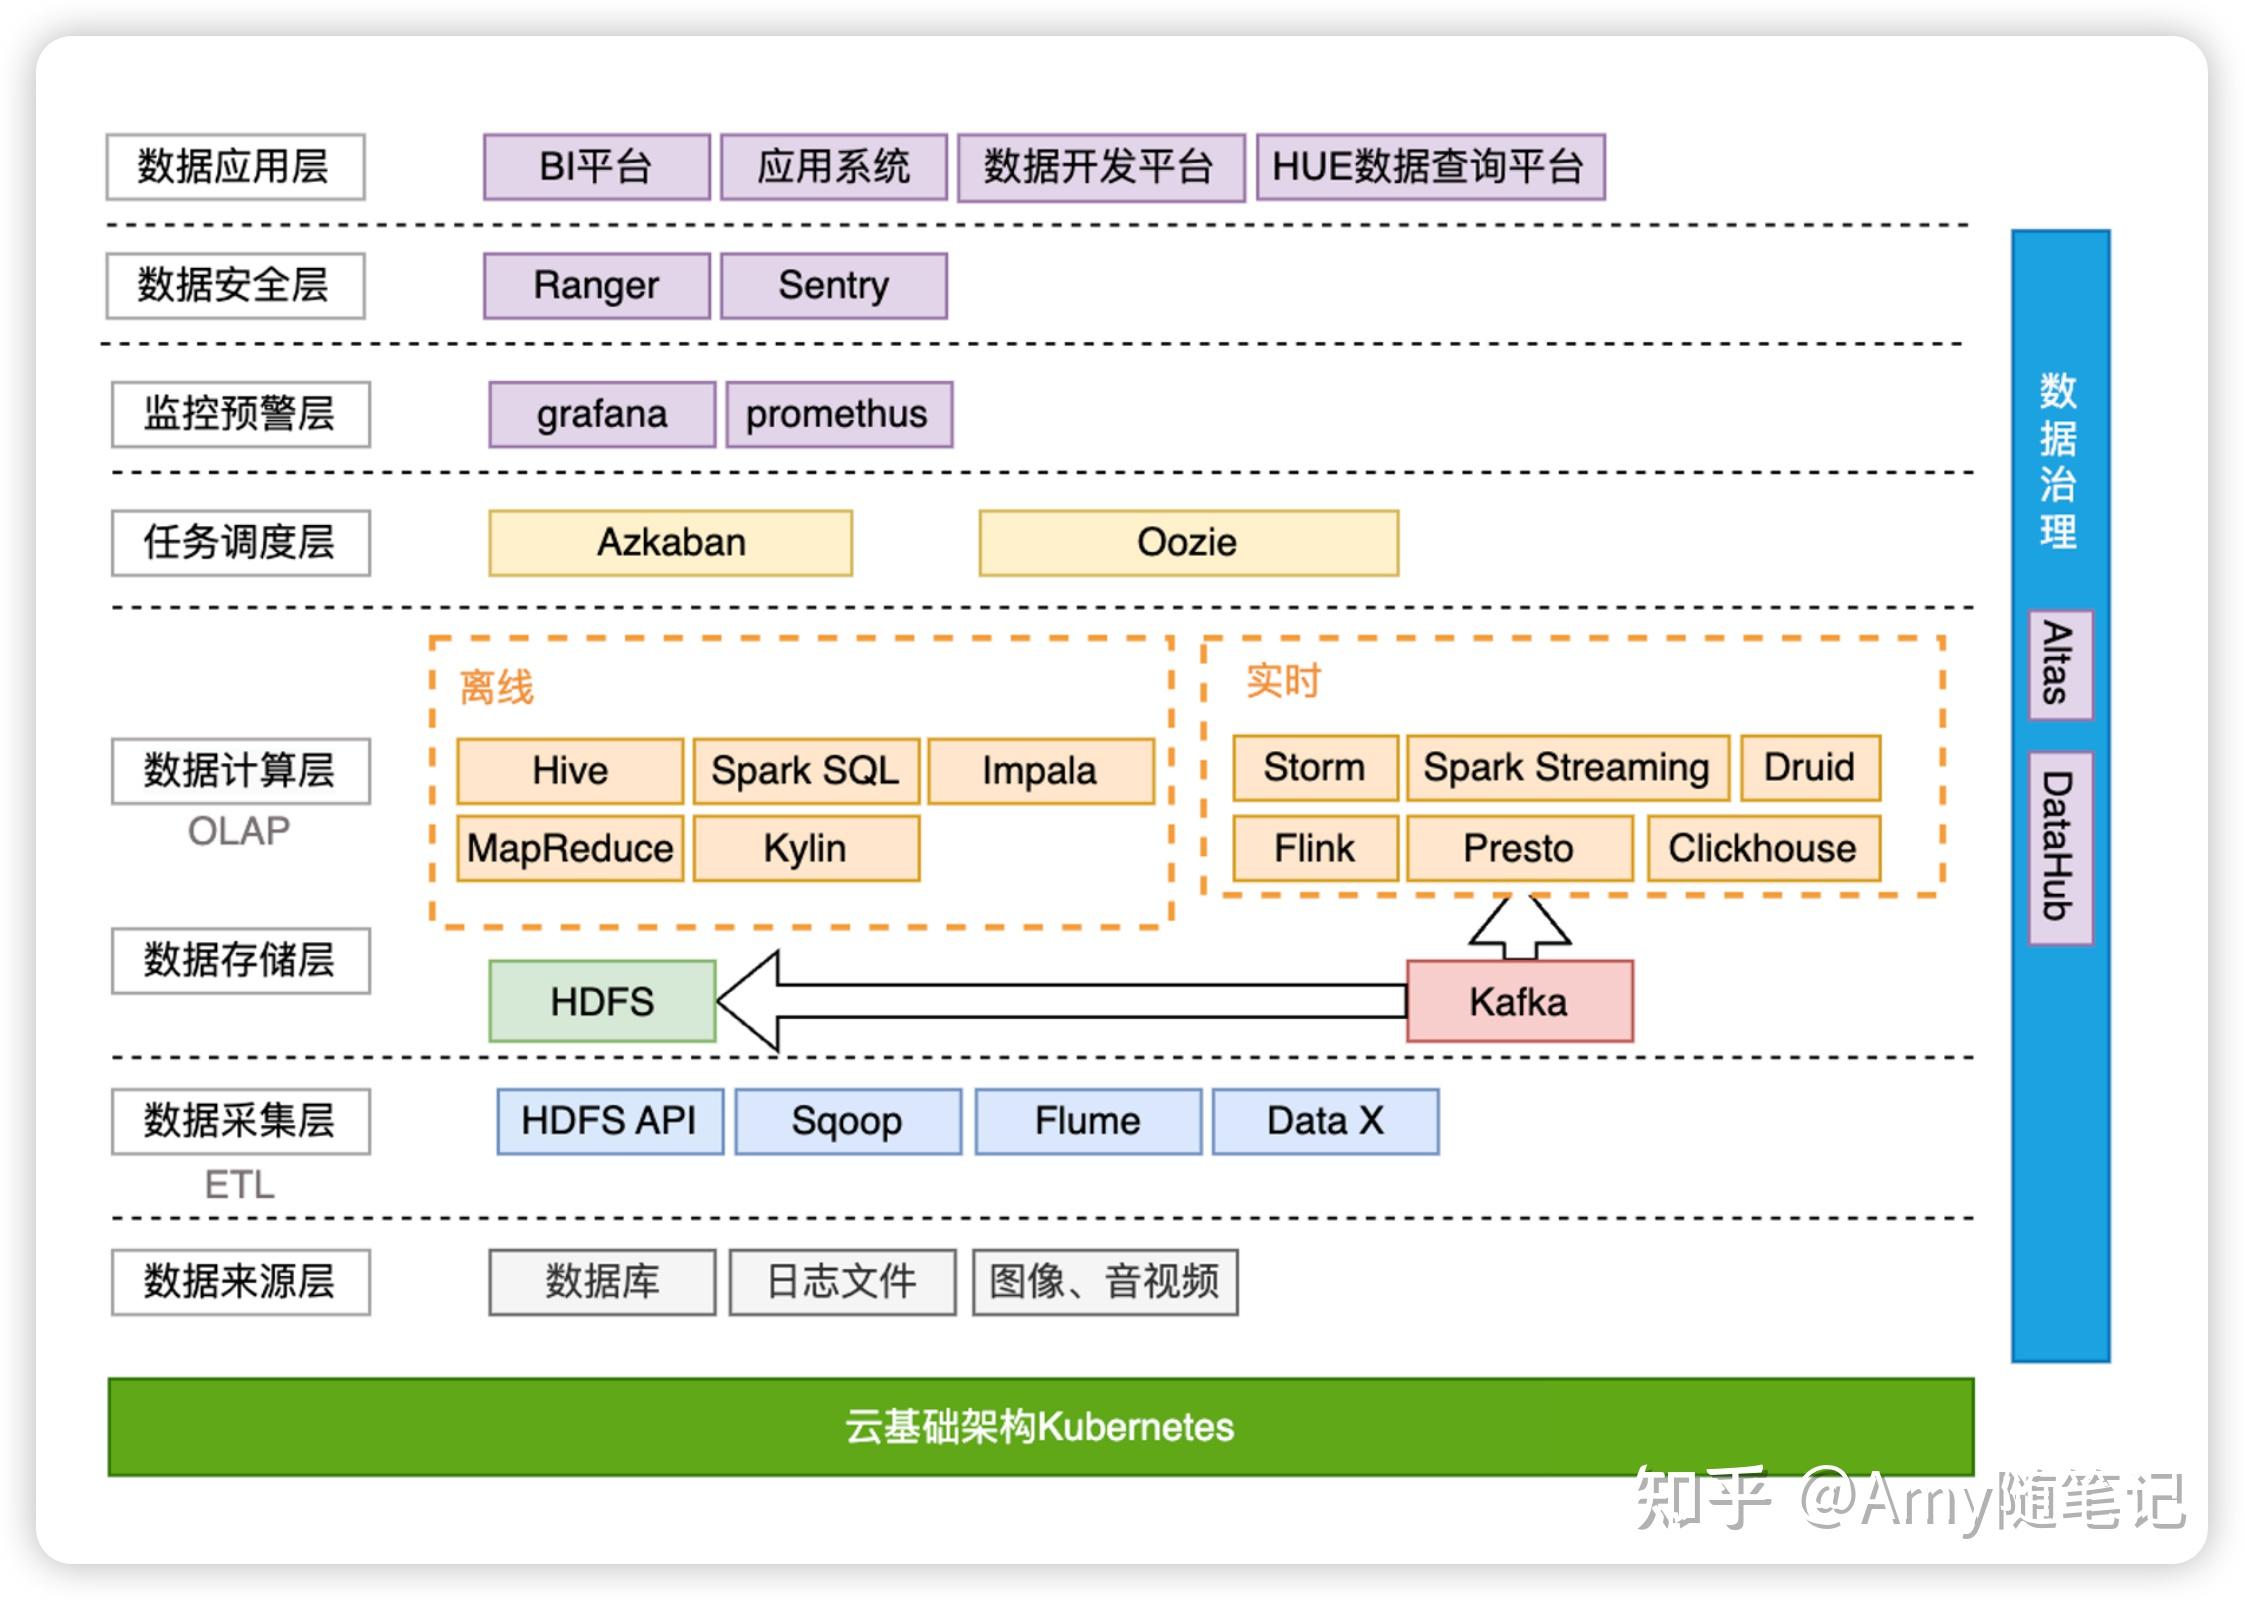 数据应用层
BI平台
应用系统
数据开发平台
HUE数据查询平台
数据安全层
Ranger
Sentry
监控预警层
grafana
promethus
任务调度层
Azkaban
Oozie
离线
实时
数据计算层
OLAP
Hive
Spark SQL
Impala
MapReduce
Kylin
Storm
Spark Streaming
Druid
Flink
Presto
Clickhouse
数据存储层
HDFS
Kafka
数据采集层
ETL
HDFS API
Sqoop
Flume
Data X
数据来源层
数据库
日志文件
图像、音视频
数据治理
Altas
DataHub
云基础架构Kubernetes
知乎 @Amy随笔记